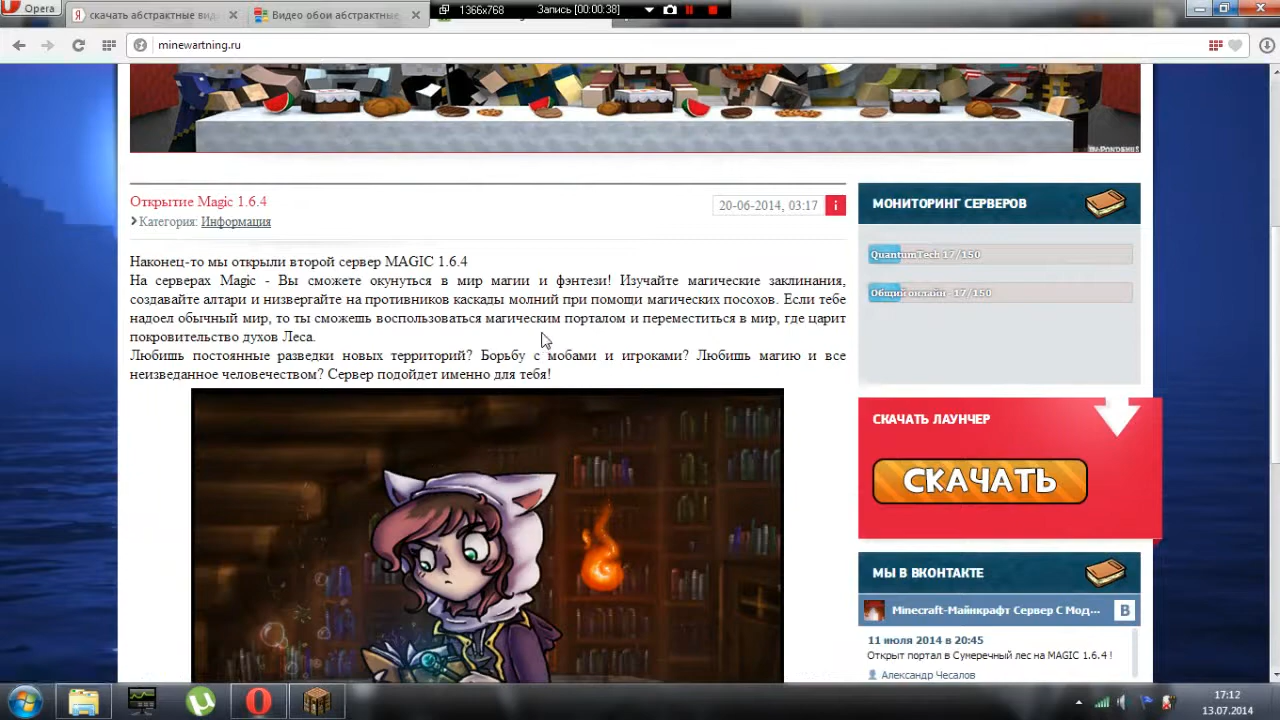 Opera
скачать абстрактные вид
Видео обои абстрактные
1366x768
Запись [00:00:38]
minewartning.ru
Открытие Magic 1.6.4
20-06-2014, 03:17
Категория: Информация
Наконец-то мы открыли второй сервер MAGIC 1.6.4
На серверах Magic - Вы сможете окунуться в мир магии и фэнтези! Изучайте магические заклинания,
создавайте алтари и низвергайте на противников каскады молний при помощи магических посохов. Если тебе
надоел обычный мир, то ты сможешь воспользоваться магическим порталом и переместиться в мир, где царит
покровительство духов Леса.
Любишь постоянные разведки новых территорий? Борьбу с мобами и игроками? Любишь магию и все
неизведанное человечеством? Сервер подойдет именно для тебя!
МОНИТОРИНГ СЕРВЕРОВ
QuantumTech 17/150
Общий онлайн - 17/150
СКАЧАТЬ ЛАУНЧЕР
СКАЧАТЬ
МЫ В ВКОНТАКТЕ
Minecraft-Майнкрафт Сервер С Мод...
В
11 июля 2014 в 20:45
Открыт портал в Сумеречный лес на MAGIC 1.6.4 !
Александр Чесалов
17:12
13.07.2014